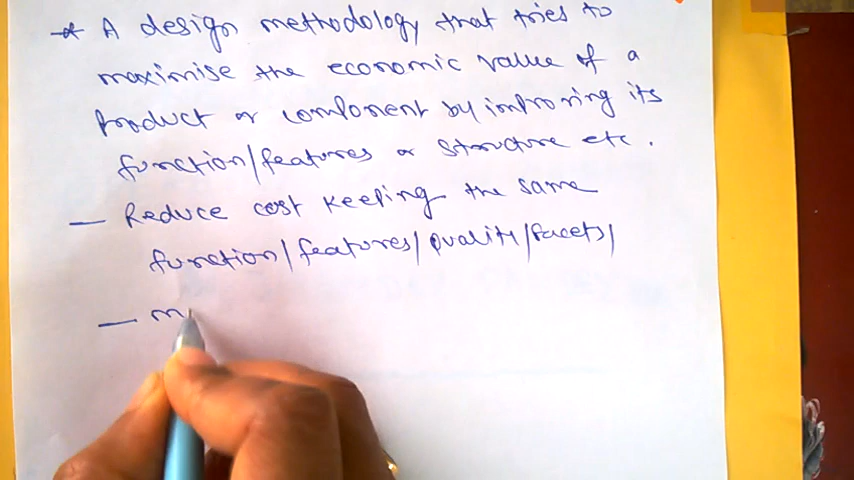 * A design methodology that tries to
maximise the economic value of a
product or component by improving its
function/features or structure etc.
— Reduce cost keeping the same
function/features/quality/facets/
— m